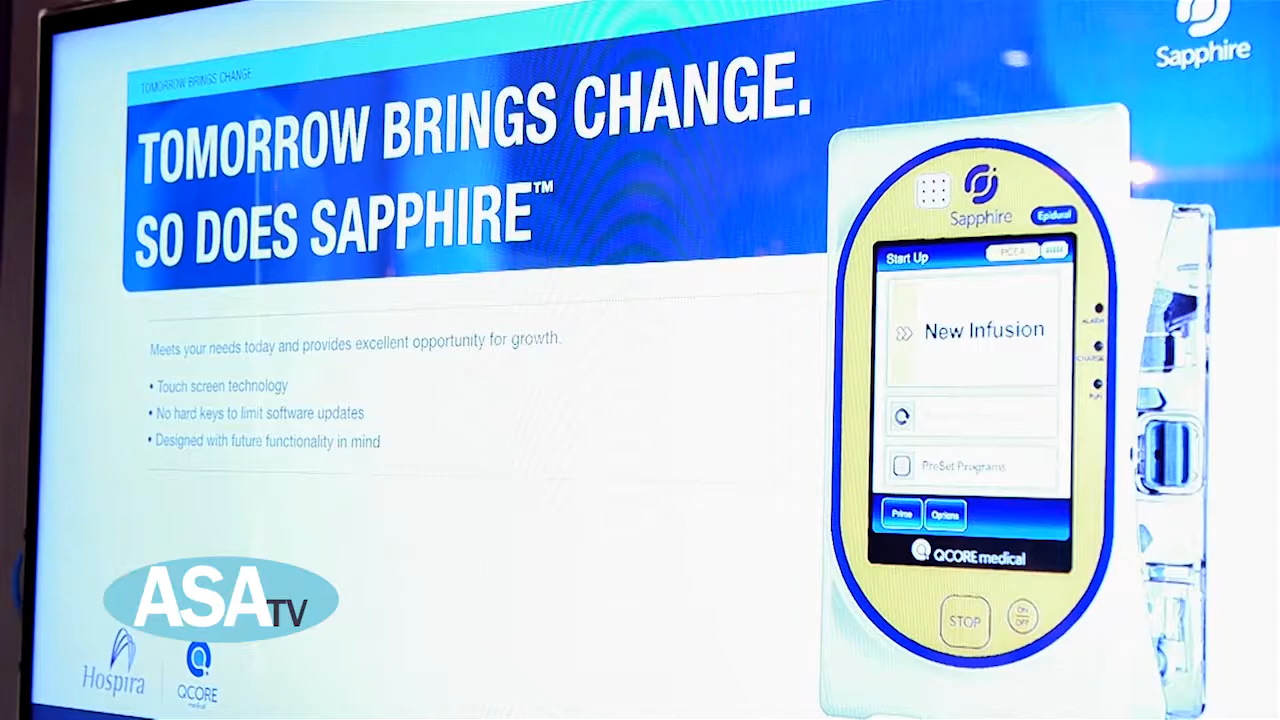 TOMORROW BRINGS CHANGE
Sapphire
TOMORROW BRINGS CHANGE.
SO DOES SAPPHIRE™
Meets your needs today and provides excellent opportunity for growth.
• Touch screen technology
• No hard keys to limit software updates
• Designed with future functionality in mind
Sapphire
Epidural
Start Up
PCEA
New Infusion
PreSet Programs
Prime
Options
QCORE medical
STOP
ON
OFF
ALARM
CHARGE
RUN
ASA TV
Hospira
QCORE
medical